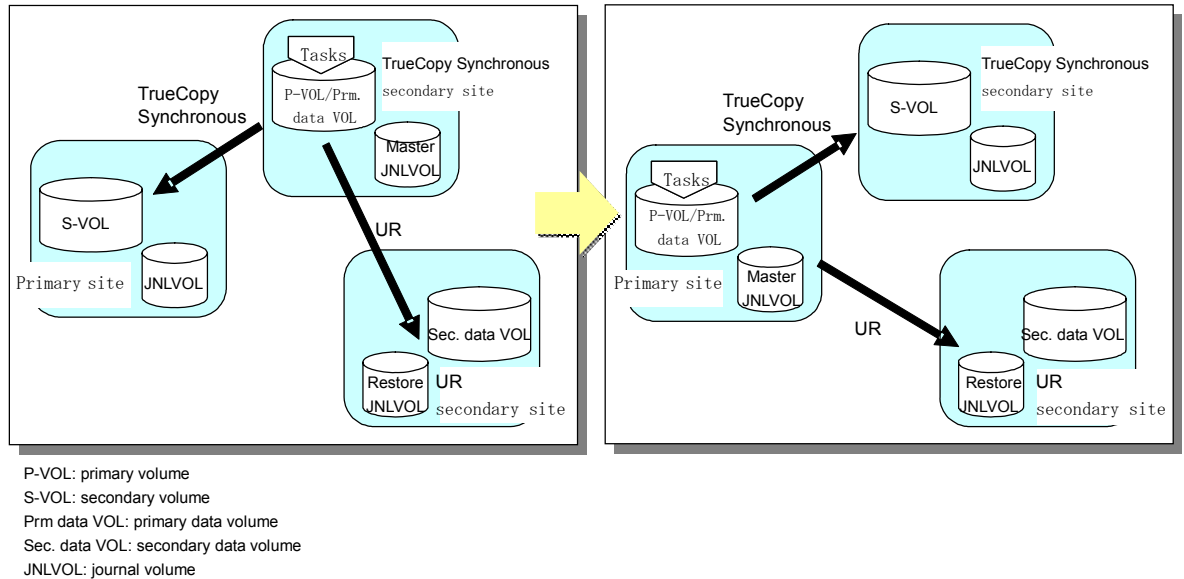 Tasks
P-VOL/Prm.
data VOL
TrueCopy Synchronous
secondary site
Master
JNLVOL
TrueCopy
Synchronous
S-VOL
Primary site
JNLVOL
UR
Sec. data VOL
Restore
JNLVOL
UR
secondary site
TrueCopy Synchronous
secondary site
S-VOL
JNLVOL
TrueCopy
Synchronous
Tasks
P-VOL/Prm.
data VOL
Primary site
Master
JNLVOL
UR
Sec. data VOL
Restore
JNLVOL
UR
secondary site
P-VOL: primary volume
S-VOL: secondary volume
Prm data VOL: primary data volume
Sec. data VOL: secondary data volume
JNLVOL: journal volume